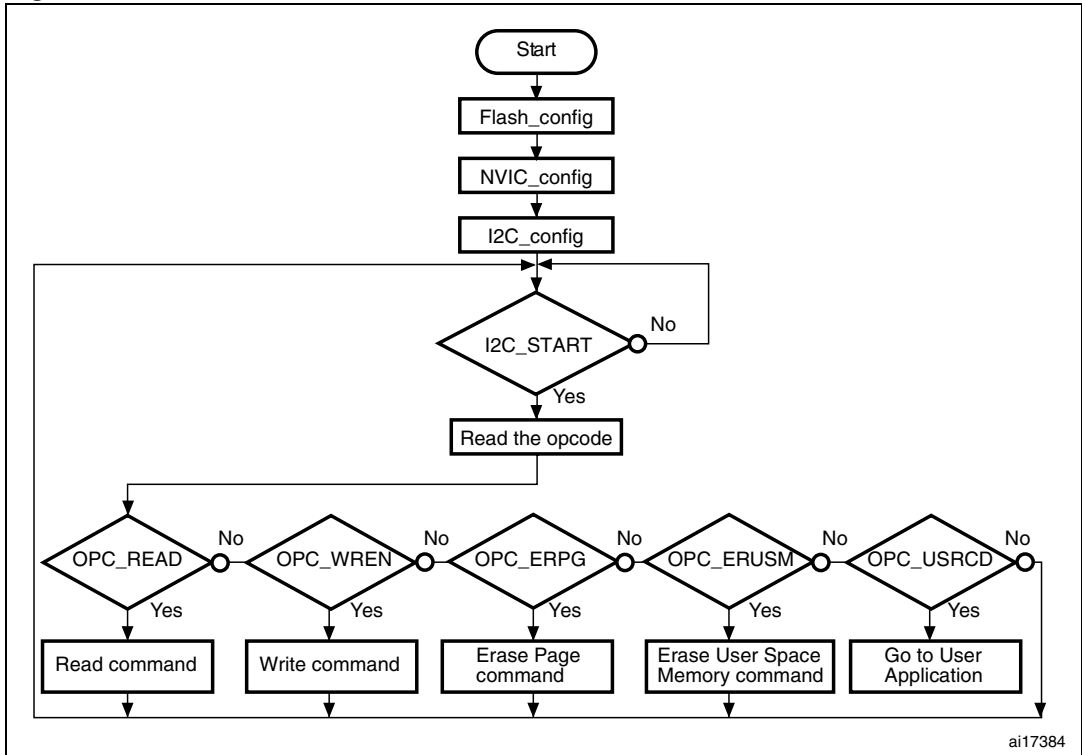 Start
Flash_config
NVIC_config
I2C_config
I2C_START
No
Yes
Read the opcode
OPC_READ
No
OPC_WREN
No
OPC_ERPG
No
OPC_ERUSM
No
OPC_USRCD
No
Yes
Yes
Yes
Yes
Yes
Read command
Write command
Erase Page
command
Erase User Space
Memory command
Go to User
Application
ai17384